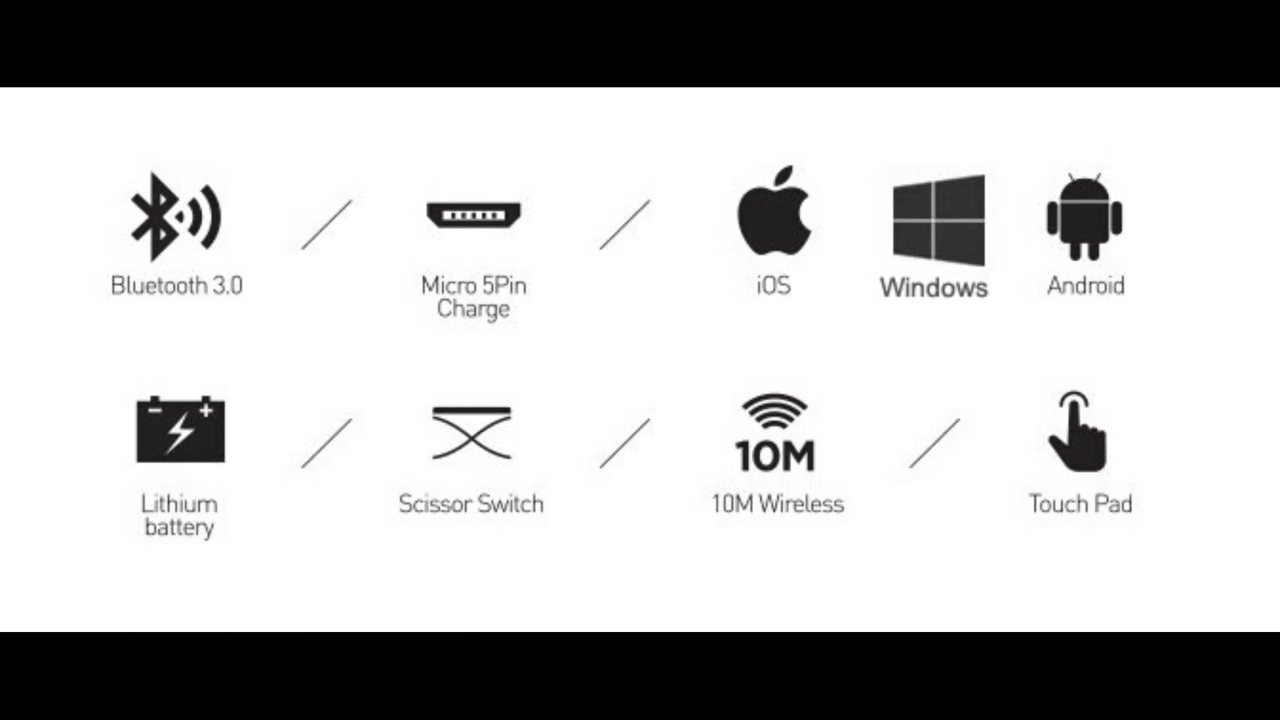 Bluetooth 3.0
Micro 5Pin
Charge
iOS
Windows
Android
10M
Lithium
battery
Scissor Switch
10M Wireless
Touch Pad